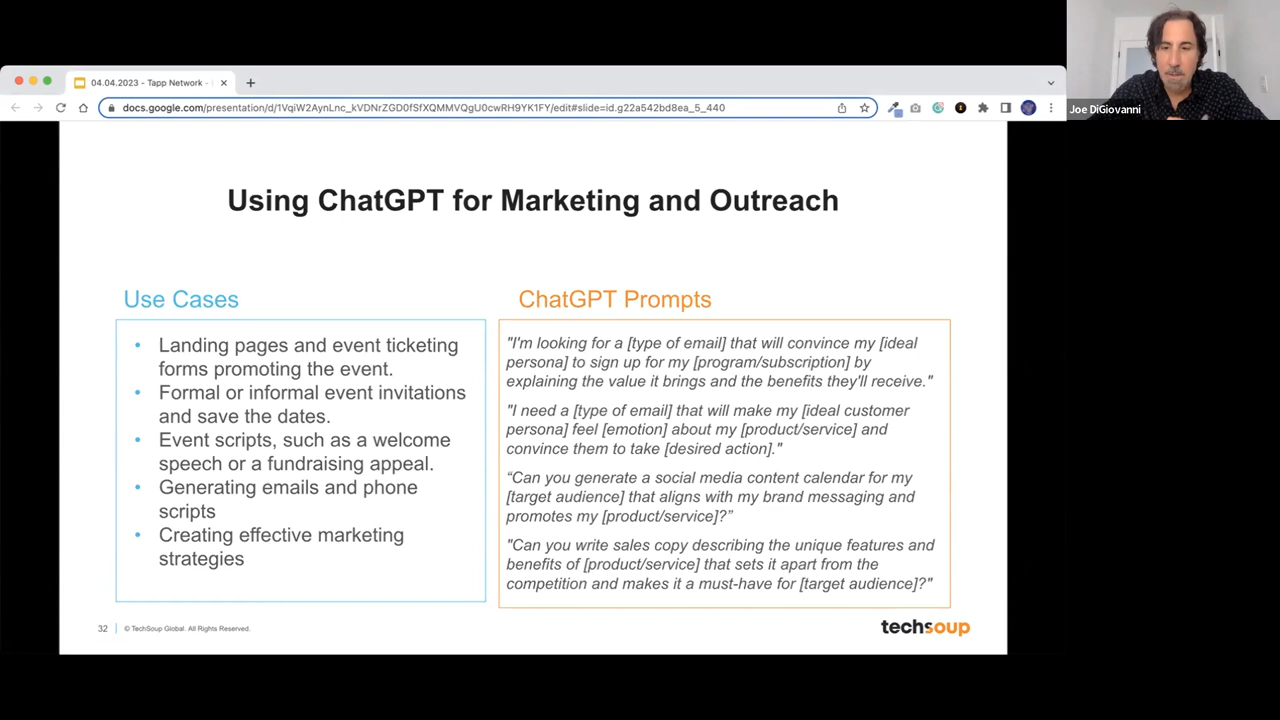 04.04.2023 - Tapp Network -
docs.google.com/presentation/d/1VqiW2AynLnc_kVDNrZGD0fSfXQMMVQgU0cwRH9YK1FY/edit#slide=id.g22a542bd8ea_5_440
Joe DiGiovanni
Using ChatGPT for Marketing and Outreach
Use Cases
• Landing pages and event ticketing
forms promoting the event.
• Formal or informal event invitations
and save the dates.
• Event scripts, such as a welcome
speech or a fundraising appeal.
• Generating emails and phone
scripts
• Creating effective marketing
strategies
ChatGPT Prompts
"I'm looking for a [type of email] that will convince my [ideal
persona] to sign up for my [program/subscription] by
explaining the value it brings and the benefits they'll receive."
"I need a [type of email] that will make my [ideal customer
persona] feel [emotion] about my [product/service] and
convince them to take [desired action]."
“Can you generate a social media content calendar for my
[target audience] that aligns with my brand messaging and
promotes my [product/service]?”
"Can you write sales copy describing the unique features and
benefits of [product/service] that sets it apart from the
competition and makes it a must-have for [target audience]?"
32
© TechSoup Global. All Rights Reserved.
techsoup